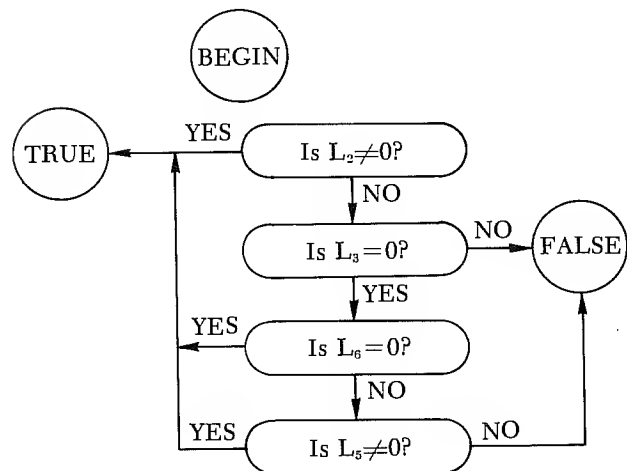 BEGIN
YES
TRUE
Is L₂≠0?
NO
Is L₃=0?
NO
FALSE
YES
YES
Is L₆=0?
NO
YES
Is L₅≠0?
NO